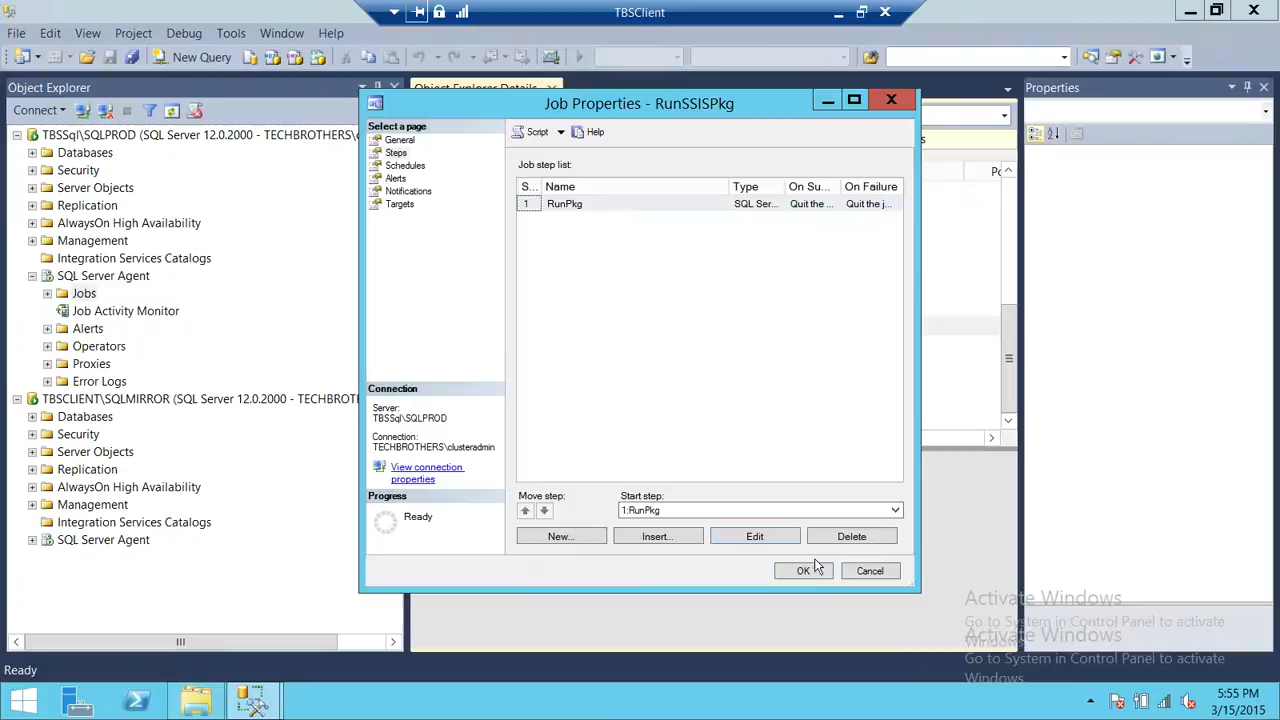 TBSClient
File Edit View Project Debug Tools Window Help
New Query
Object Explorer
Connect
TBSSql\SQLPROD (SQL Server 12.0.2000 - TECHBROTHERS
Databases
Security
Server Objects
Replication
AlwaysOn High Availability
Management
Integration Services Catalogs
SQL Server Agent
Jobs
Job Activity Monitor
Alerts
Operators
Proxies
Error Logs
TBSCLIENT\SQLMIRROR (SQL Server 12.0.2000 - TECHBRO
Databases
Security
Server Objects
Replication
AlwaysOn High Availability
Management
Integration Services Catalogs
SQL Server Agent
Object Explorer Details
Job Properties - RunSSISPkg
Select a page
General
Steps
Schedules
Alerts
Notifications
Targets
Connection
Server:
TBSSql\SQLPROD
Connection:
TECHBROTHERS\clusteradmin
View connection
properties
Progress
Ready
Script Help
Job step list:
S... Name Type On Su... On Failure
1 RunPkg SQL Ser... Quit the ... Quit the j...
Move step: Start step:
1:RunPkg
New... Insert... Edit Delete
OK Cancel
Properties
Activate Windows
Go to System in Control Panel to activate
Windows.
Activate Windows
Go to System in Control Panel to activate
Windows.
Ready
5:55 PM
3/15/2015